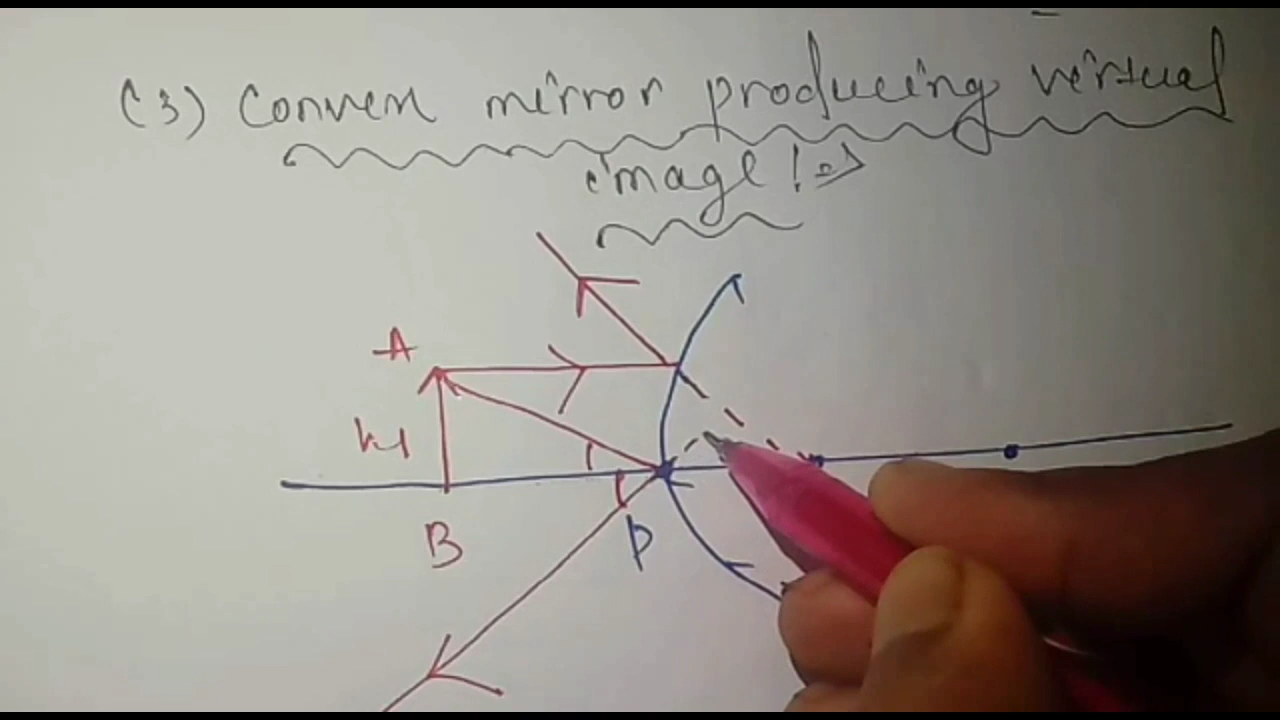 (3) Convex mirror producing virtual
image :⇒
A
h1
B
P